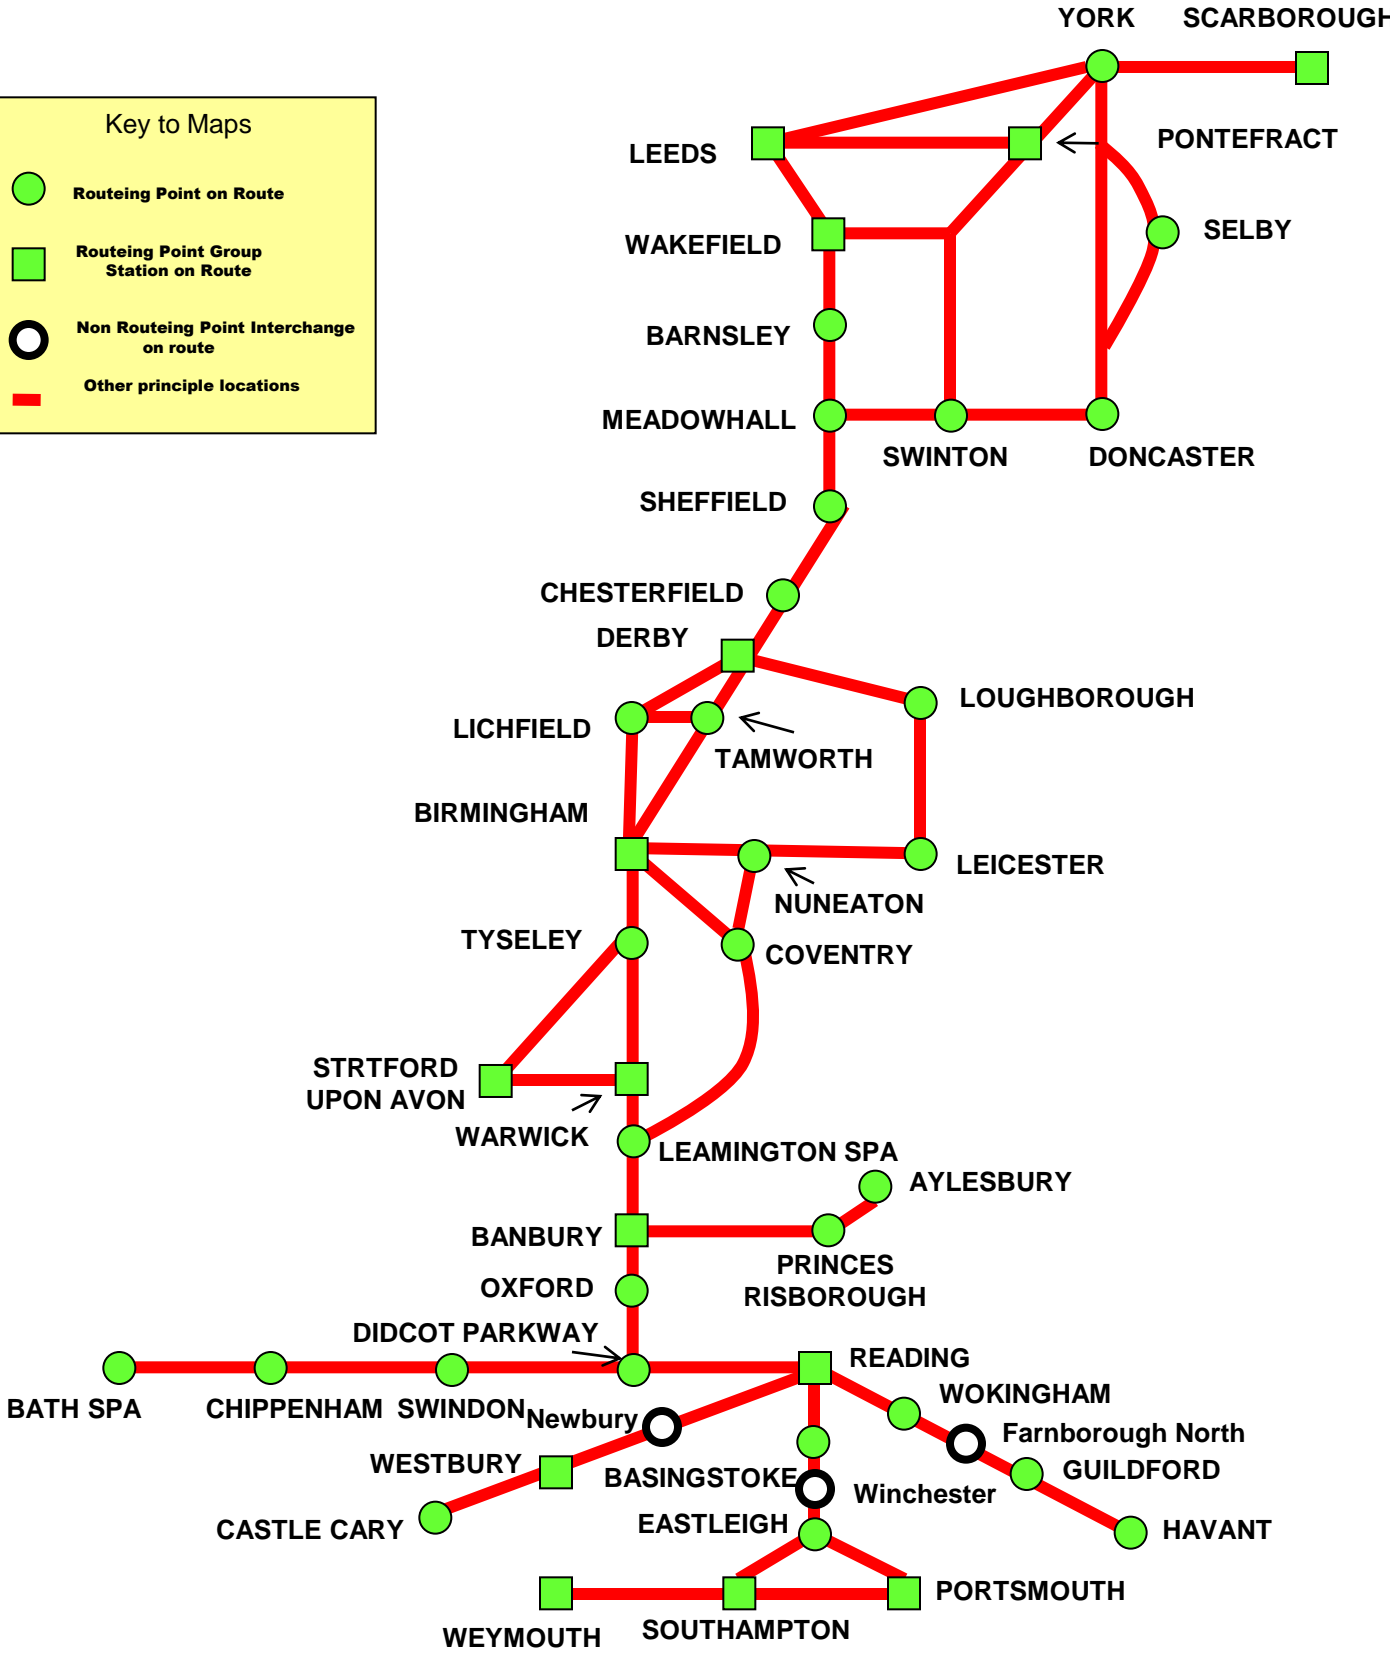 YORK
SCARBOROUGH
Key to Maps
Routeing Point on Route
Routeing Point Group
Station on Route
Non Routeing Point Interchange
on route
Other principle locations
LEEDS
PONTEFRACT
WAKEFIELD
SELBY
BARNSLEY
MEADOWHALL
SWINTON
DONCASTER
SHEFFIELD
CHESTERFIELD
DERBY
LOUGHBOROUGH
LICHFIELD
TAMWORTH
BIRMINGHAM
LEICESTER
NUNEATON
TYSELEY
COVENTRY
STRTFORD
UPON AVON
WARWICK
LEAMINGTON SPA
AYLESBURY
BANBURY
PRINCES
RISBOROUGH
OXFORD
DIDCOT PARKWAY
READING
BATH SPA
CHIPPENHAM
SWINDON
Newbury
WOKINGHAM
Farnborough North
WESTBURY
BASINGSTOKE
GUILDFORD
Winchester
CASTLE CARY
EASTLEIGH
HAVANT
PORTSMOUTH
WEYMOUTH
SOUTHAMPTON